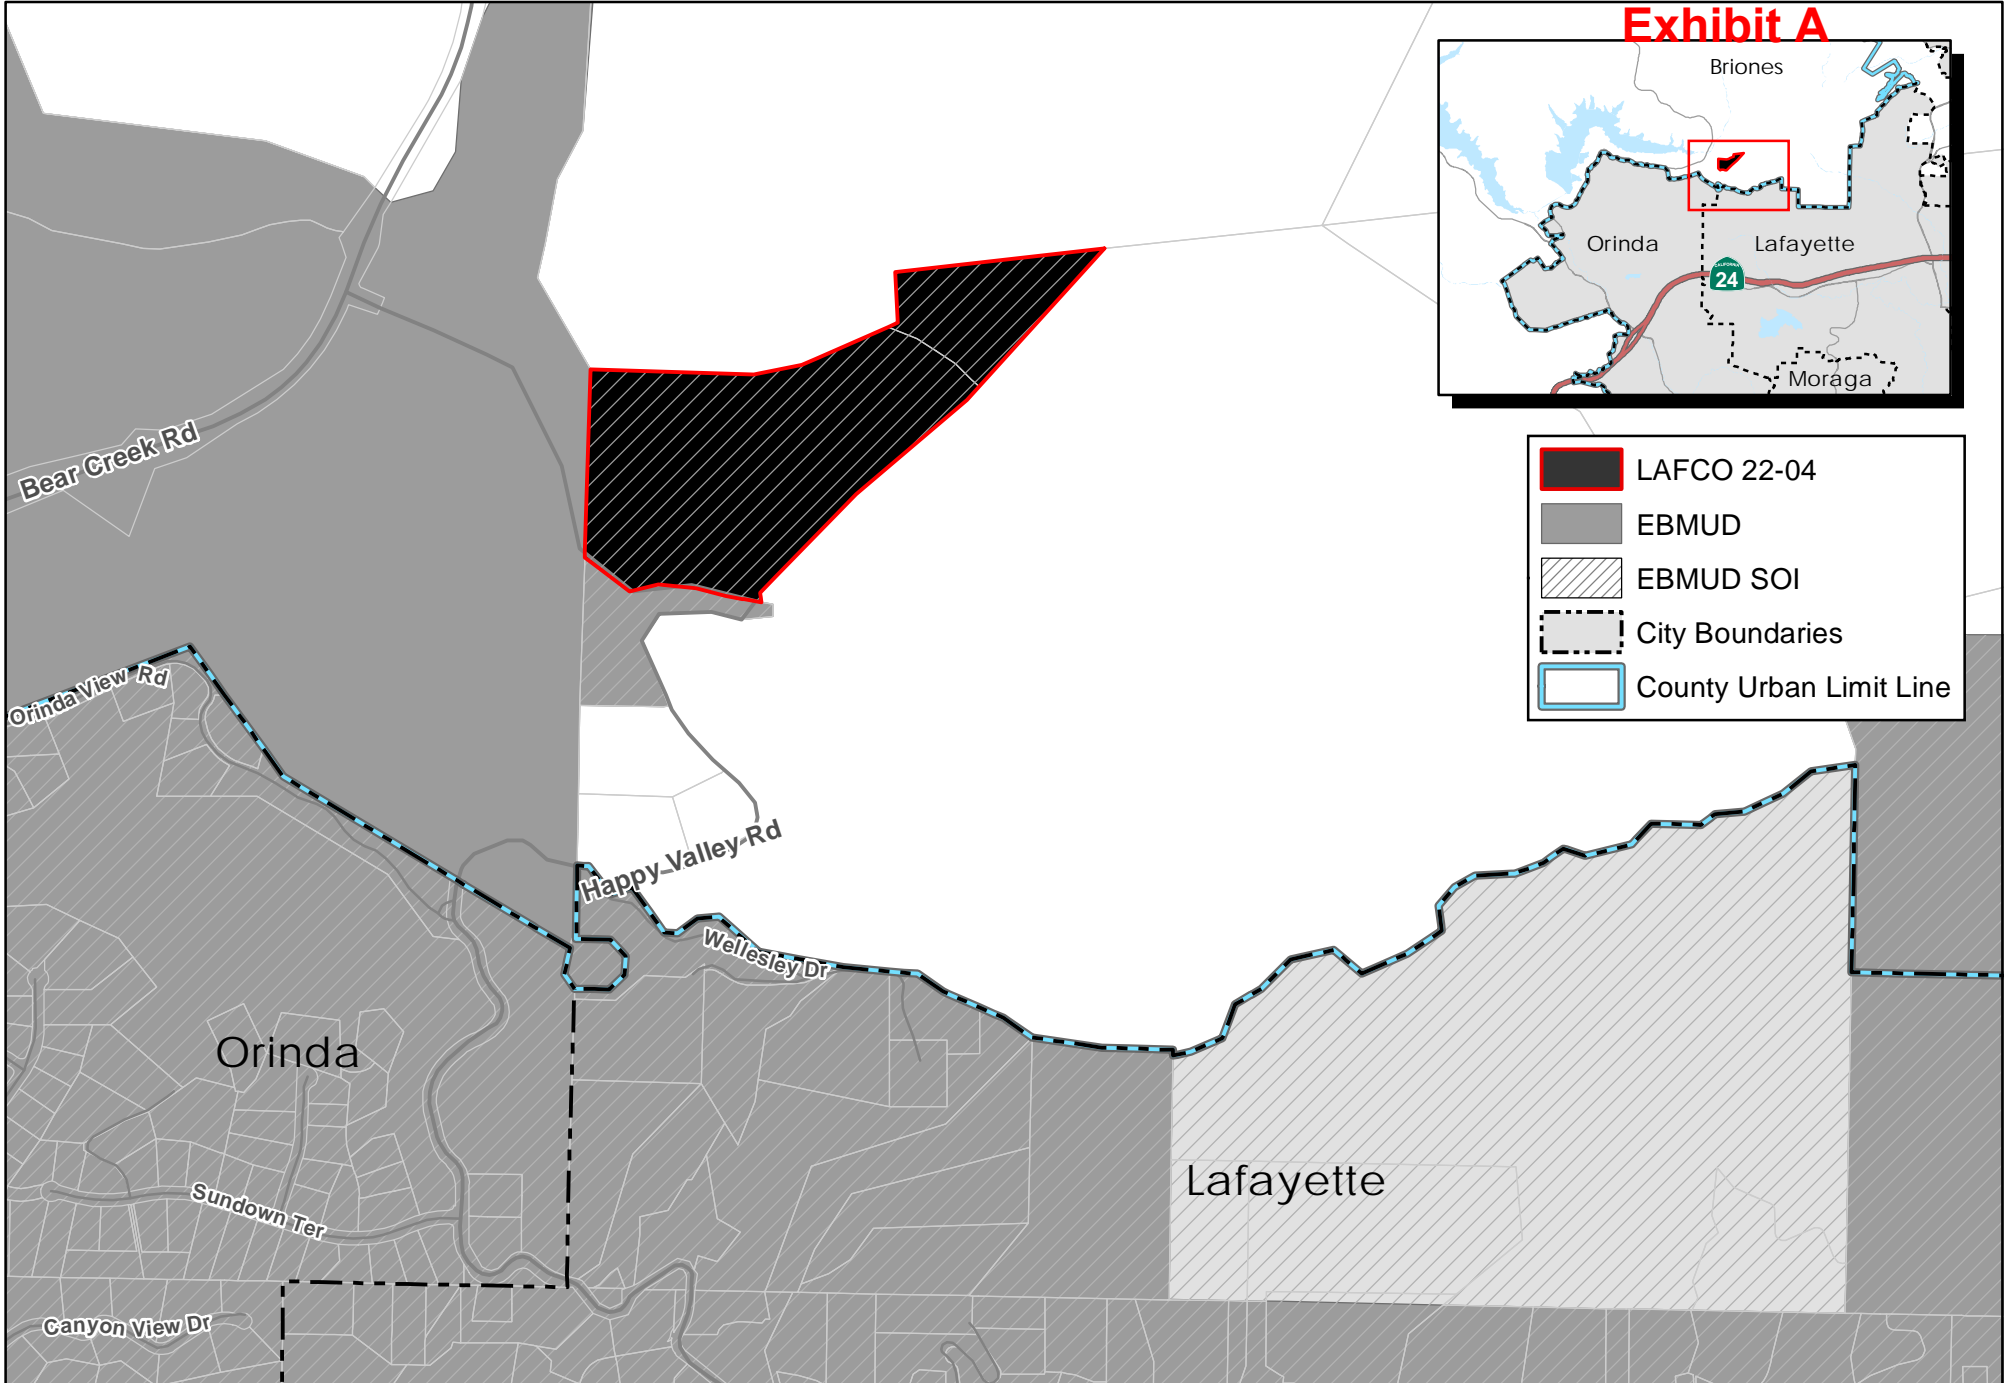 Exhibit A
Briones
Orinda
Lafayette
CALIFORNIA
24
Moraga
LAFCO 22-04
EBMUD
EBMUD SOI
City Boundaries
County Urban Limit Line
Bear Creek Rd
Orinda View Rd
Happy Valley Rd
Wellesley Dr
Orinda
Lafayette
Sundown Ter
Canyon View Dr